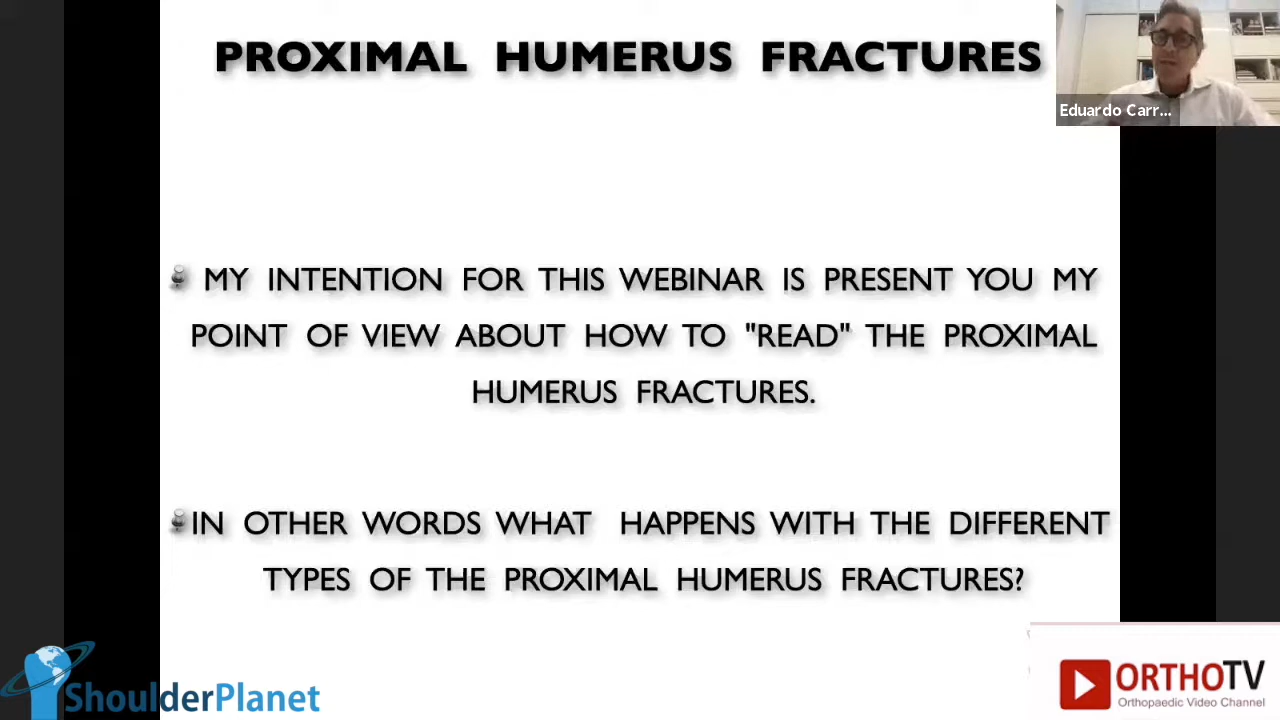 PROXIMAL HUMERUS FRACTURES
Eduardo Carr...
MY INTENTION FOR THIS WEBINAR IS PRESENT YOU MY
POINT OF VIEW ABOUT HOW TO "READ" THE PROXIMAL
HUMERUS FRACTURES.
IN OTHER WORDS WHAT HAPPENS WITH THE DIFFERENT
TYPES OF THE PROXIMAL HUMERUS FRACTURES?
ShoulderPlanet
ORTHOTV
Orthopaedic Video Channel